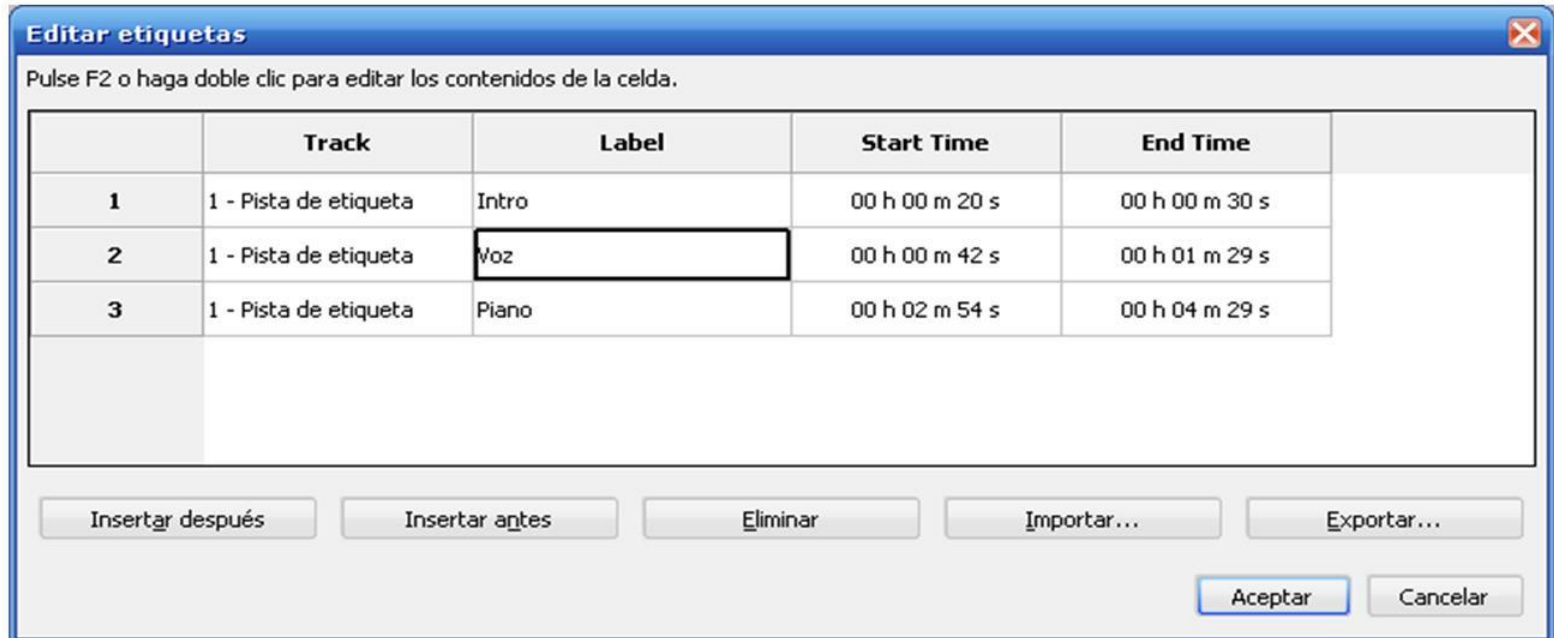 Editar etiquetas
Pulse F2 o haga doble clic para editar los contenidos de la celda.
Track Label Start Time End Time
1 1 - Pista de etiqueta Intro 00 h 00 m 20 s 00 h 00 m 30 s
2 1 - Pista de etiqueta Voz 00 h 00 m 42 s 00 h 01 m 29 s
3 1 - Pista de etiqueta Piano 00 h 02 m 54 s 00 h 04 m 29 s
Insertar después Insertar antes Eliminar Importar... Exportar...
Aceptar Cancelar